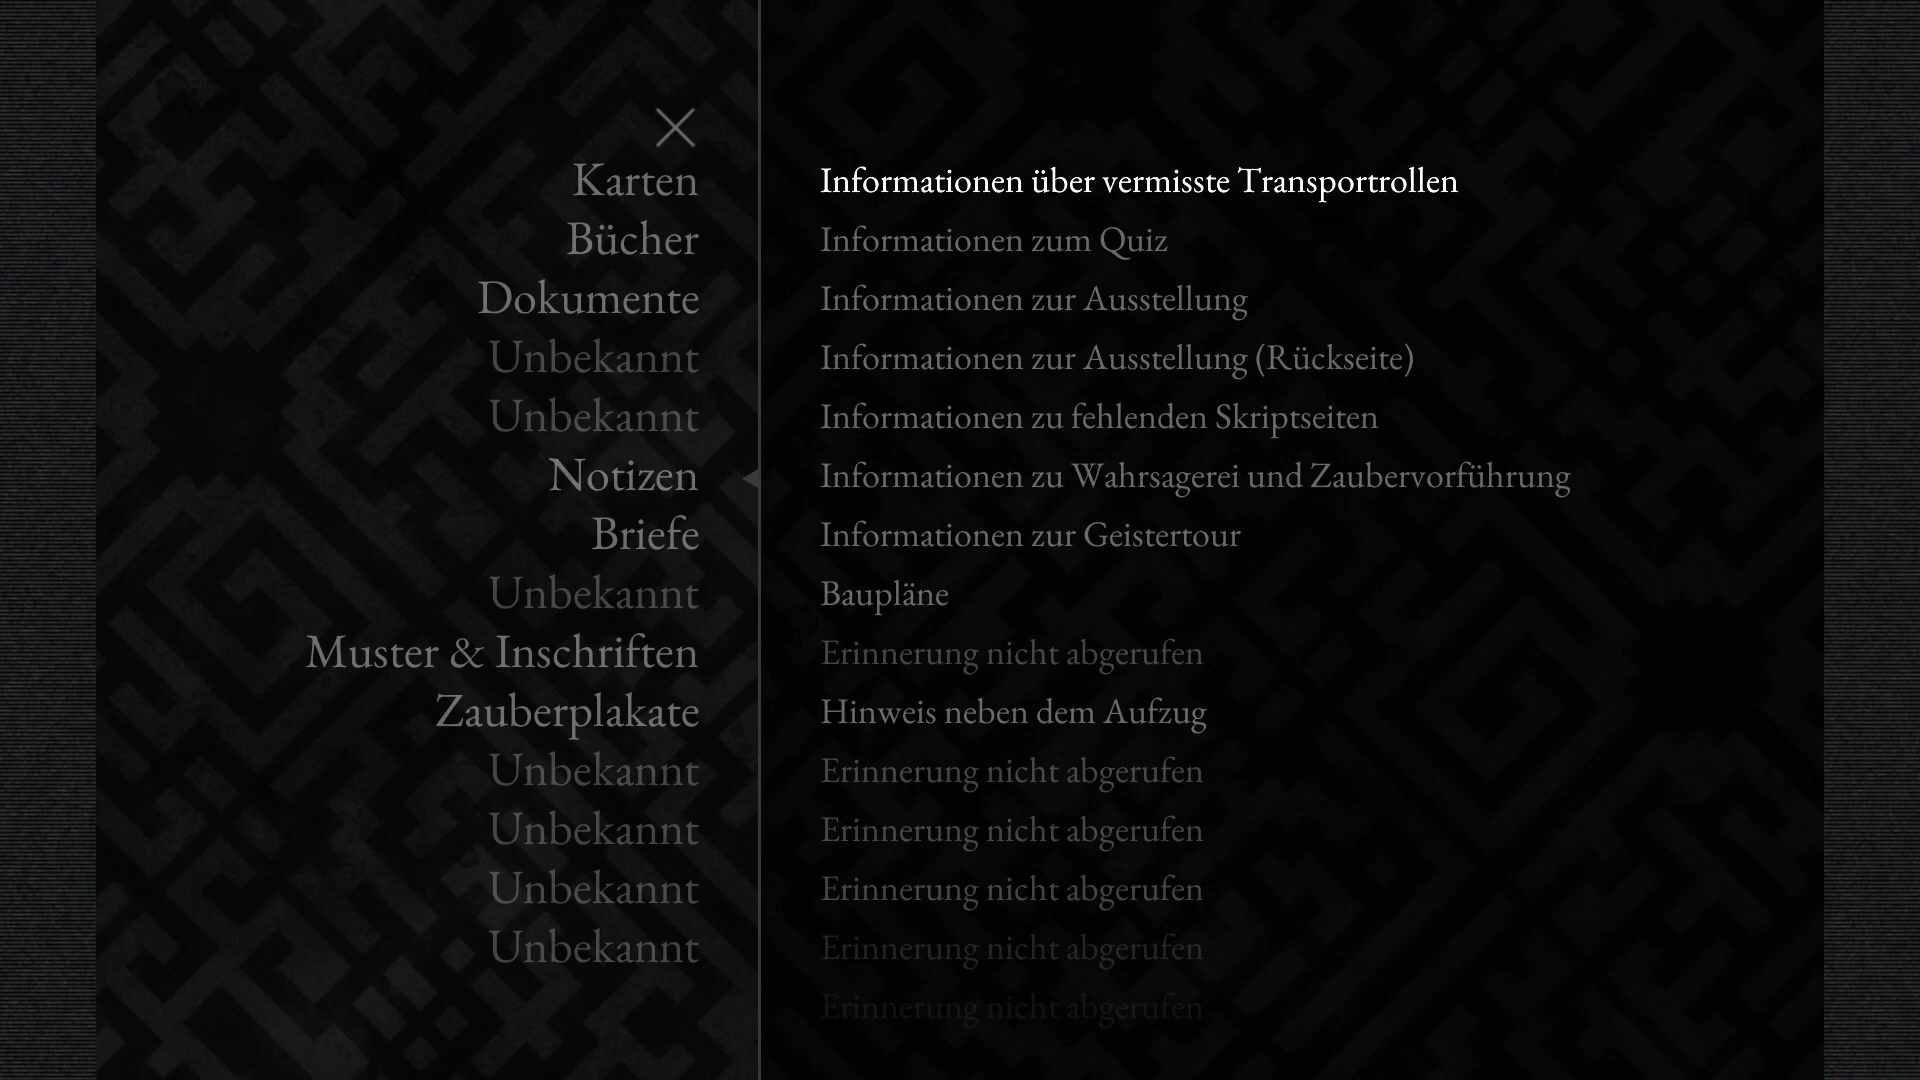 Karten
Bücher
Dokumente
Unbekannt
Unbekannt
Notizen
Briefe
Unbekannt
Muster & Inschriften
Zauberplakate
Unbekannt
Unbekannt
Unbekannt
Unbekannt
Informationen über vermisste Transportrollen
Informationen zum Quiz
Informationen zur Ausstellung
Informationen zur Ausstellung (Rückseite)
Informationen zu fehlenden Skriptseiten
Informationen zu Wahrsagerei und Zaubervorführung
Informationen zur Geistertour
Baupläne
Erinnerung nicht abgerufen
Hinweis neben dem Aufzug
Erinnerung nicht abgerufen
Erinnerung nicht abgerufen
Erinnerung nicht abgerufen
Erinnerung nicht abgerufen
Erinnerung nicht abgerufen